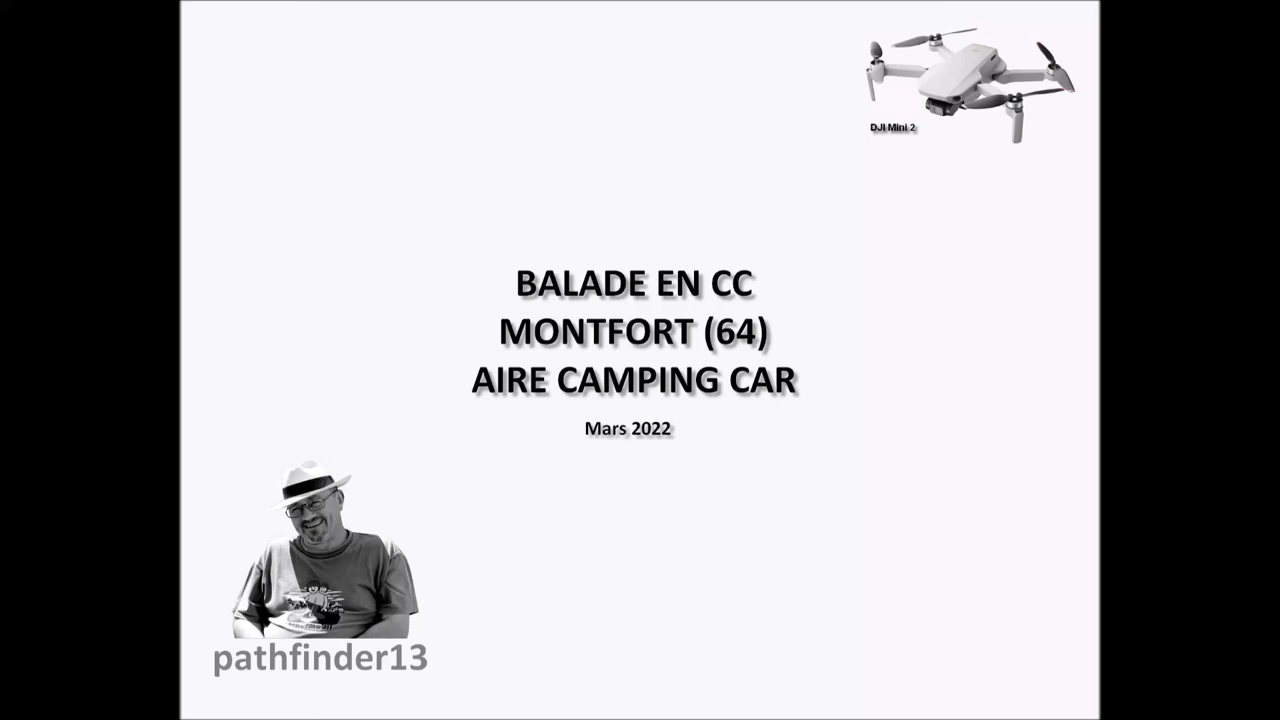 DJI Mini 2
BALADE EN CC
MONTFORT (64)
AIRE CAMPING CAR
Mars 2022
pathfinder13